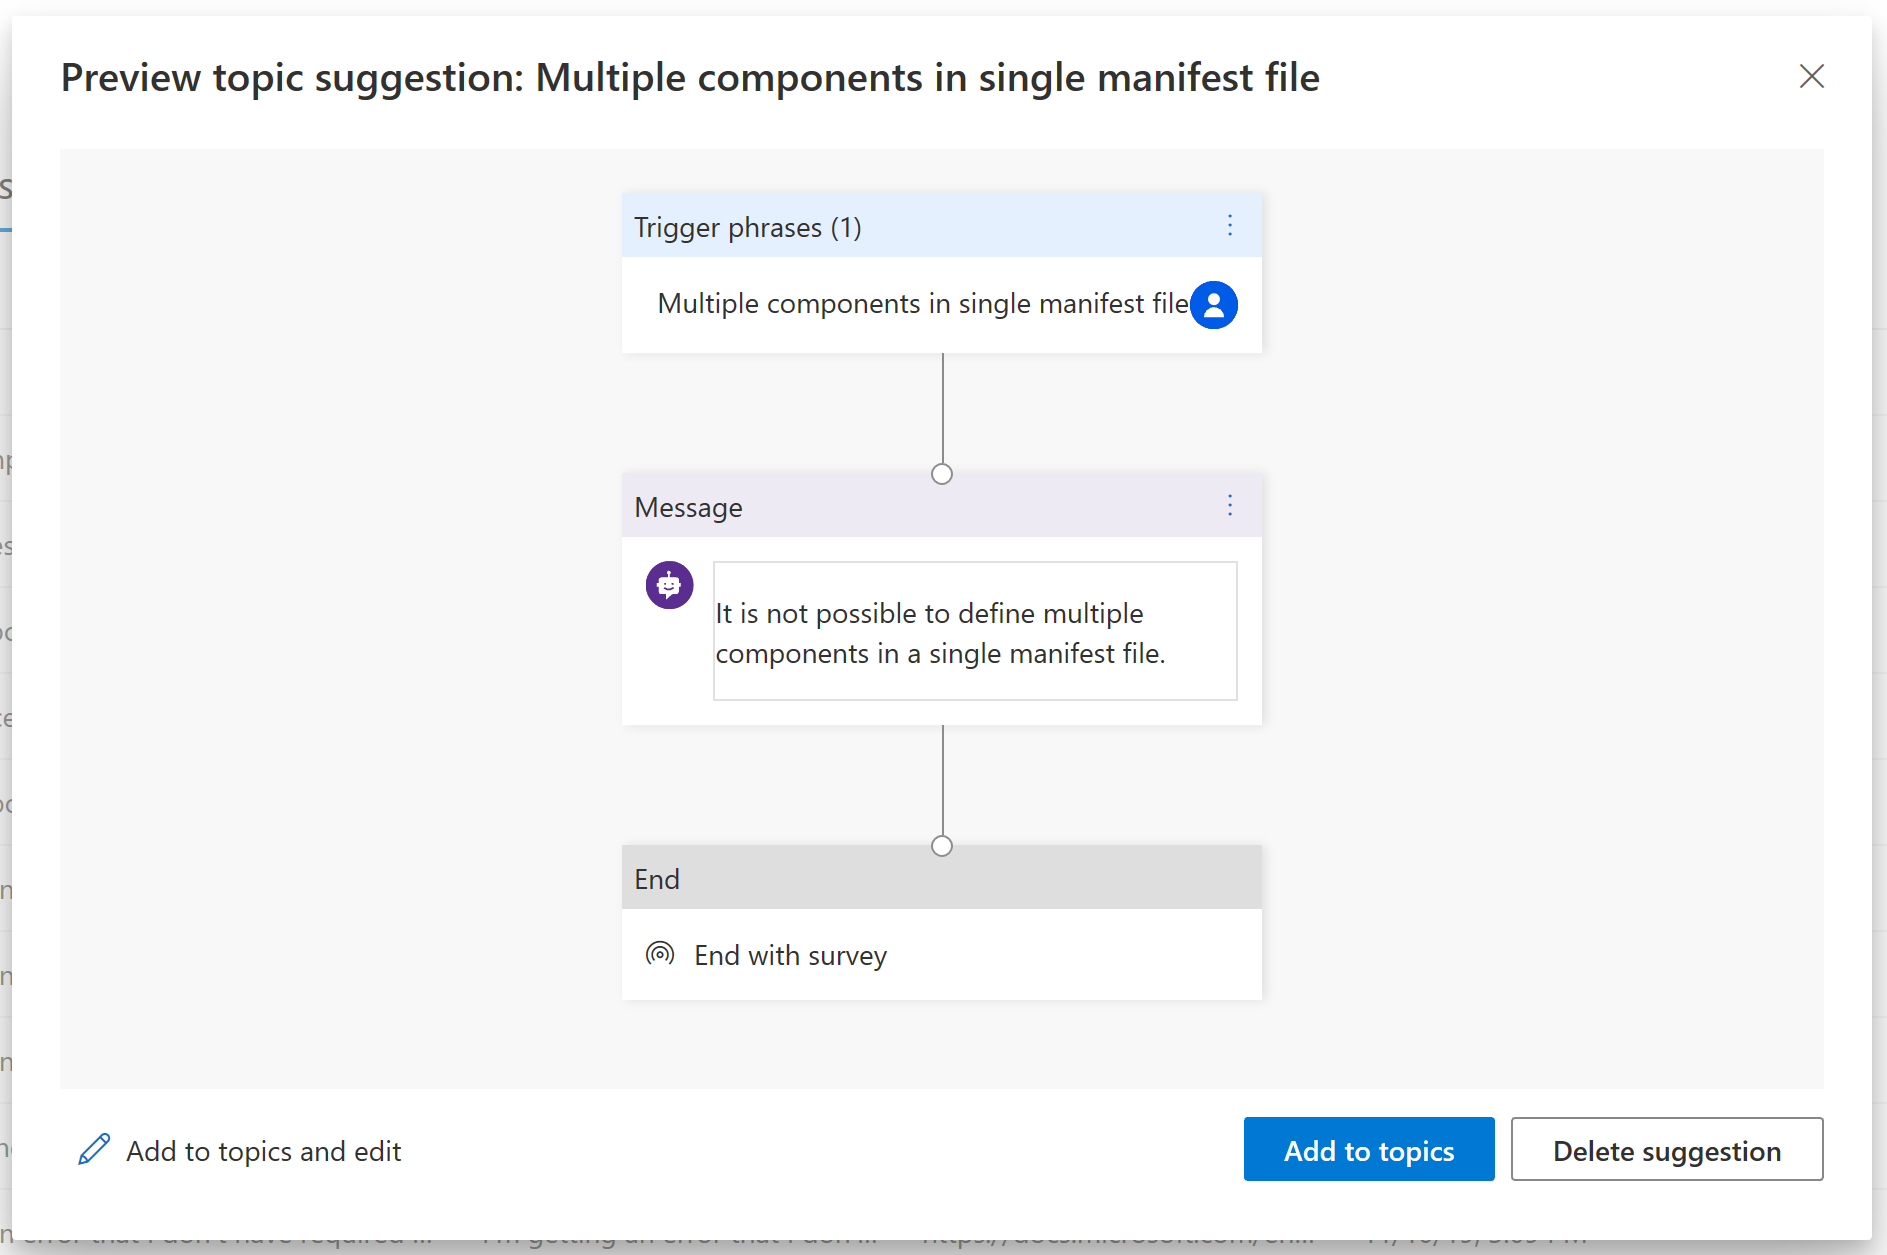 Preview topic suggestion: Multiple components in single manifest file
Trigger phrases (1)
Multiple components in single manifest file
Message
It is not possible to define multiple
components in a single manifest file.
End
End with survey
Add to topics and edit
Add to topics
Delete suggestion